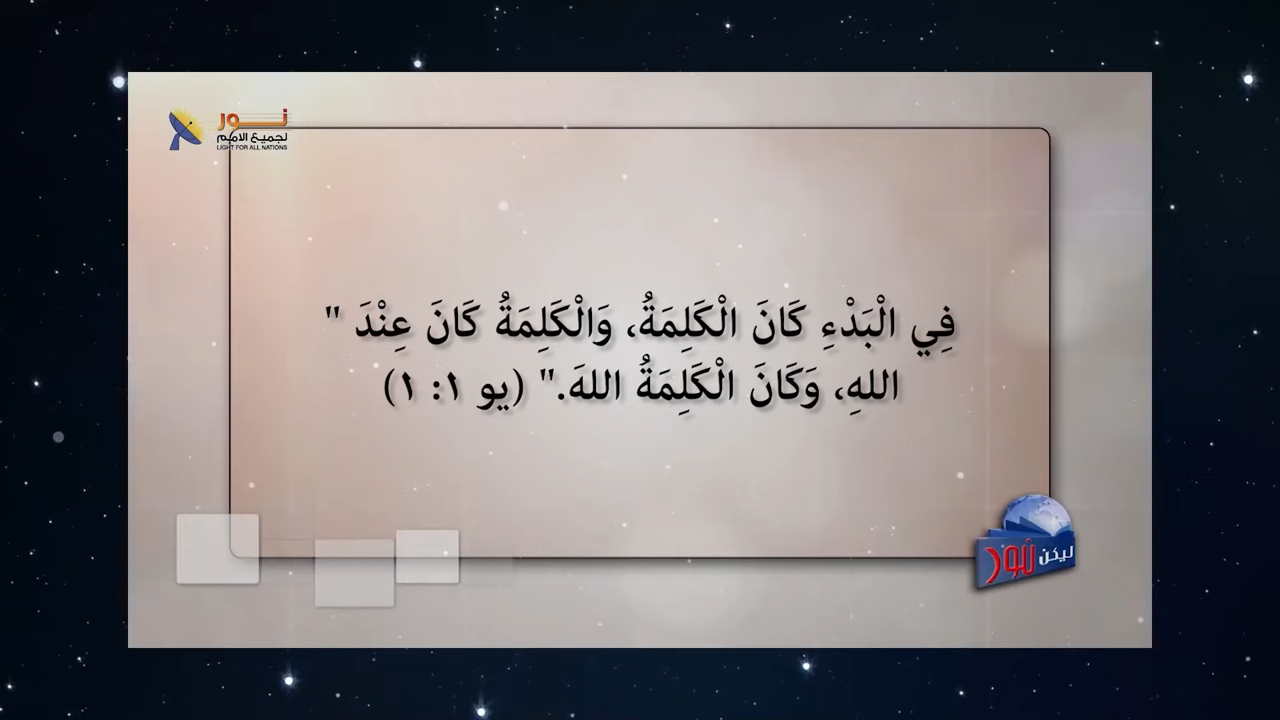 نور
لجميع الامم
LIGHT FOR ALL NATIONS
فِي الْبَدْءِ كَانَ الْكَلِمَةُ، وَالْكَلِمَةُ كَانَ عِنْدَ "
اللهِ، وَكَانَ الْكَلِمَةُ اللهَ." (يو ١: ١)
ليكن نور